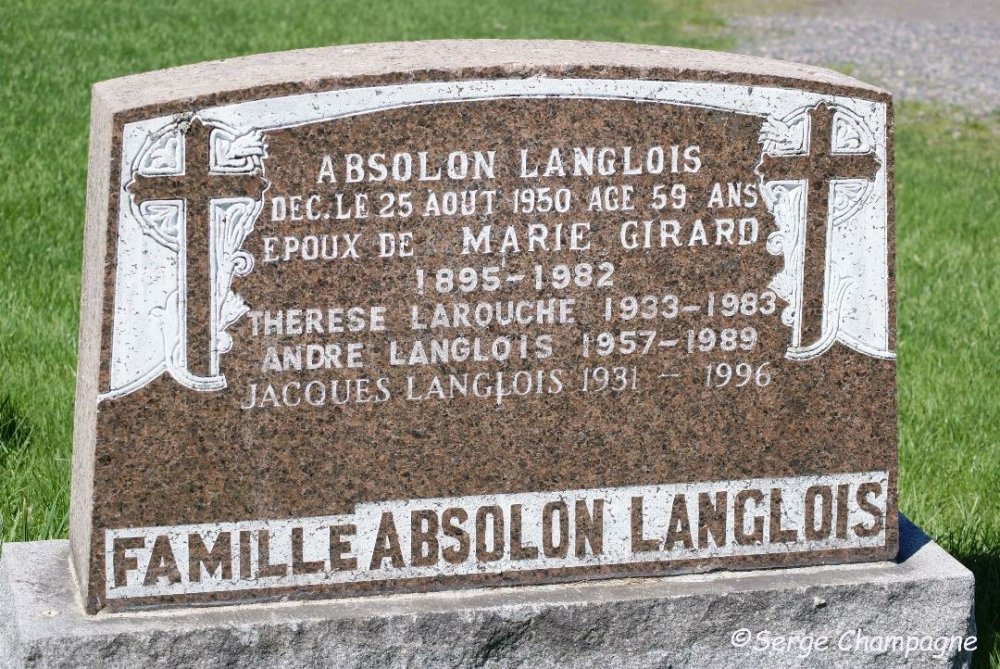 ABSOLON LANGLOIS
DEC. LE 25 AOUT 1950 AGE 59 ANS
EPOUX DE MARIE GIRARD
1895-1982
THERESE LAROUCHE 1933-1983
ANDRE LANGLOIS 1957-1989
JACQUES LANGLOIS 1931 - 1996
FAMILLE ABSOLON LANGLOIS
©Serge Champagne